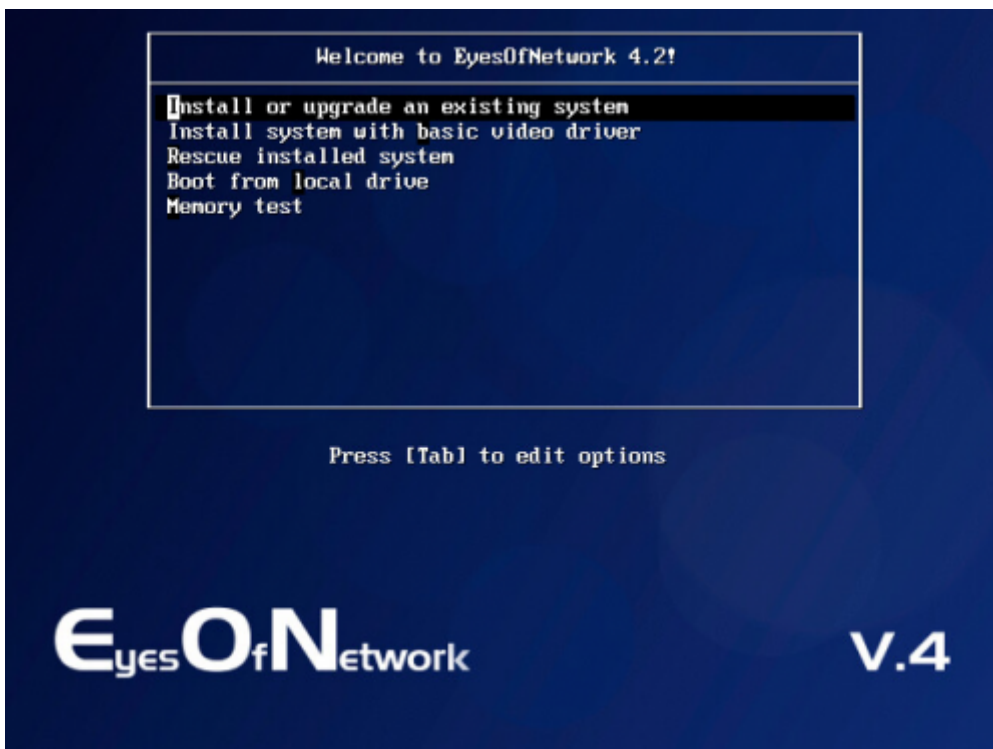 Welcome to EyesOfNetwork 4.2!
Install or upgrade an existing system
Install system with basic video driver
Rescue installed system
Boot from local drive
Memory test
Press [Tab] to edit options
EyesOfNetwork
V.4